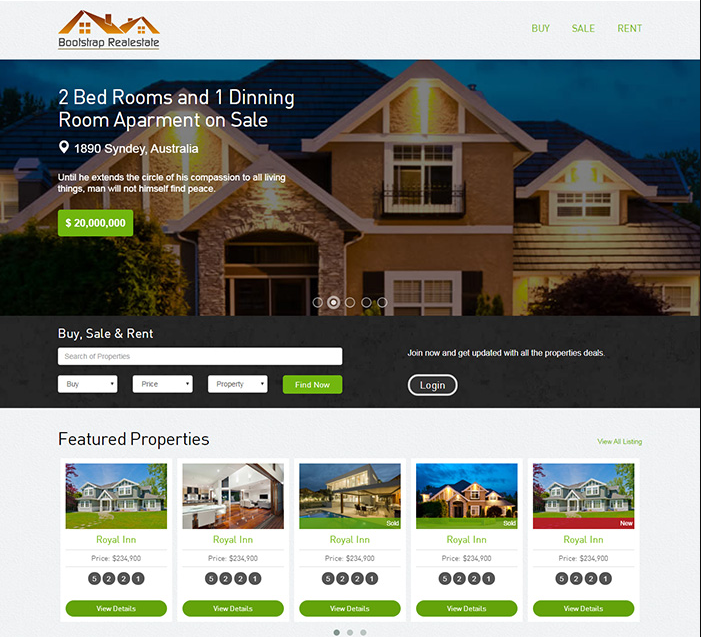 Bootstrap Realestate
BUY SALE RENT
2 Bed Rooms and 1 Dinning
Room Aparment on Sale
1890 Syndey, Australia
Until he extends the circle of his compassion to all living
things, man will not himself find peace.
$ 20,000,000
Buy, Sale & Rent
Search of Properties
Buy Price Property Find Now
Join now and get updated with all the properties deals.
Login
Featured Properties
View All Listing
Sold Sold New
Royal Inn Royal Inn Royal Inn Royal Inn Royal Inn
Price: $234,900 Price: $234,900 Price: $234,900 Price: $234,900 Price: $234,900
5 2 2 1 5 2 2 1 5 2 2 1 5 2 2 1 5 2 2 1
View Details View Details View Details View Details View Details